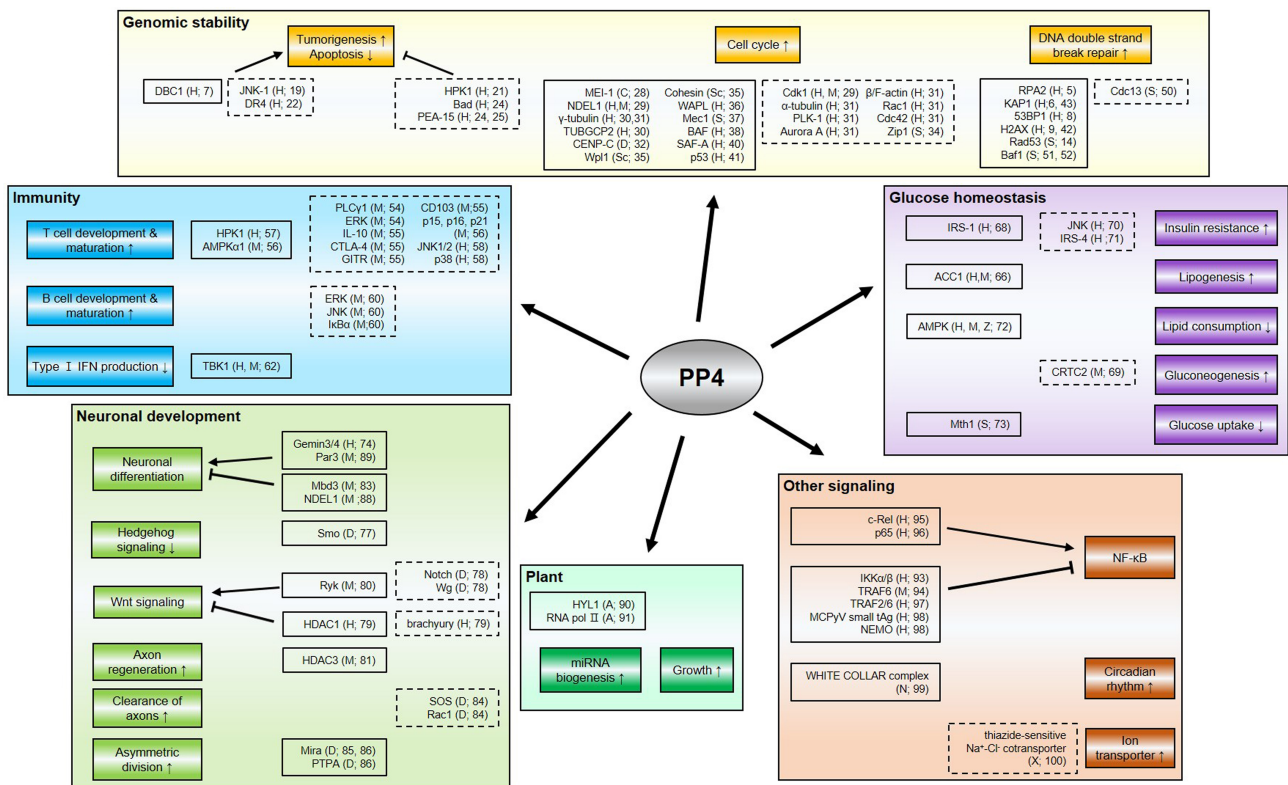 Genomic stability
Tumorigenesis ↑
Apoptosis ↓
Cell cycle ↑
DNA double strand
break repair ↑
DBC1 (H; 7)
JNK-1 (H; 19)
DR4 (H; 22)
HPK1 (H; 21)
Bad (H; 24)
PEA-15 (H; 24, 25)
MEI-1 (C; 28)
NDEL1 (H,M; 29)
γ-tubulin (H; 30,31)
TUBGCP2 (H; 30)
CENP-C (D; 32)
Wpl1 (Sc; 35)
Cohesin (Sc; 35)
WAPL (H; 36)
Mec1 (S; 37)
BAF (H; 38)
SAF-A (H; 40)
p53 (H; 41)
Cdk1 (H, M; 29)
α-tubulin (H; 31)
PLK-1 (H; 31)
Aurora A (H; 31)
β/F-actin (H; 31)
Rac1 (H; 31)
Cdc42 (H; 31)
Zip1 (S; 34)
RPA2 (H; 5)
KAP1 (H;6, 43)
53BP1 (H; 8)
H2AX (H; 9, 42)
Rad53 (S; 14)
Baf1 (S; 51, 52)
Cdc13 (S; 50)
Immunity
T cell development &
maturation ↑
HPK1 (H; 57)
AMPKα1 (M; 56)
PLCγ1 (M; 54)
ERK (M; 54)
IL-10 (M; 55)
CTLA-4 (M; 55)
GITR (M; 55)
CD103 (M;55)
p15, p16, p21
(M; 56)
JNK1/2 (H; 58)
p38 (H; 58)
B cell development &
maturation ↑
ERK (M; 60)
JNK (M; 60)
IκBα (M;60)
Type Ⅰ IFN production ↓
TBK1 (H, M; 62)
Glucose homeostasis
IRS-1 (H; 68)
JNK (H; 70)
IRS-4 (H ;71)
Insulin resistance ↑
ACC1 (H,M; 66)
Lipogenesis ↑
AMPK (H, M, Z; 72)
Lipid consumption ↓
CRTC2 (M; 69)
Gluconeogenesis ↑
Mth1 (S; 73)
Glucose uptake ↓
PP4
Neuronal development
Neuronal
differentiation
Gemin3/4 (H; 74)
Par3 (M; 89)
Mbd3 (M; 83)
NDEL1 (M ;88)
Hedgehog
signaling ↓
Smo (D; 77)
Wnt signaling
Ryk (M; 80)
Notch (D; 78)
Wg (D; 78)
HDAC1 (H; 79)
brachyury (H; 79)
Axon
regeneration ↑
HDAC3 (M; 81)
Clearance of
axons ↑
SOS (D; 84)
Rac1 (D; 84)
Asymmetric
division ↑
Mira (D; 85, 86)
PTPA (D; 86)
Plant
HYL1 (A; 90)
RNA pol Ⅱ (A; 91)
miRNA
biogenesis ↑
Growth ↑
Other signaling
c-Rel (H; 95)
p65 (H; 96)
NF-κB
IKKα/β (H; 93)
TRAF6 (M; 94)
TRAF2/6 (H; 97)
MCPyV small tAg (H; 98)
NEMO (H; 98)
WHITE COLLAR complex
(N; 99)
Circadian
rhythm ↑
thiazide-sensitive
Na⁺-Cl⁻ cotransporter
(X; 100)
Ion
transporter ↑